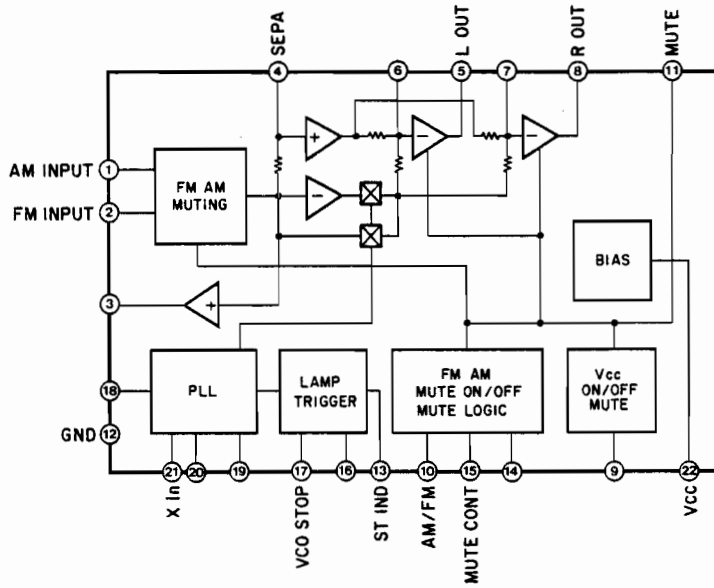 SEPA
L OUT
R OUT
MUTE
4
6
5
7
8
11
+
−
−
AM INPUT
1
FM AM
MUTING
−
FM INPUT
2
BIAS
3
+
18
PLL
LAMP
TRIGGER
FM AM
MUTE ON/OFF
MUTE LOGIC
Vcc
ON/OFF
MUTE
GND
12
21
20
19
17
16
13
10
15
14
9
22
X In
VCO STOP
ST IND
AM/FM
MUTE CONT
VCC